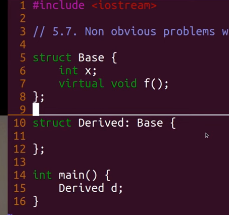 1 #include <iostream>
2
3 // 5.7. Non obvious problems w
4
5 struct Base {
6 int x;
7 virtual void f();
8 };
9
10 struct Derived: Base {
11
12 };
13
14 int main() {
15 Derived d;
16 }